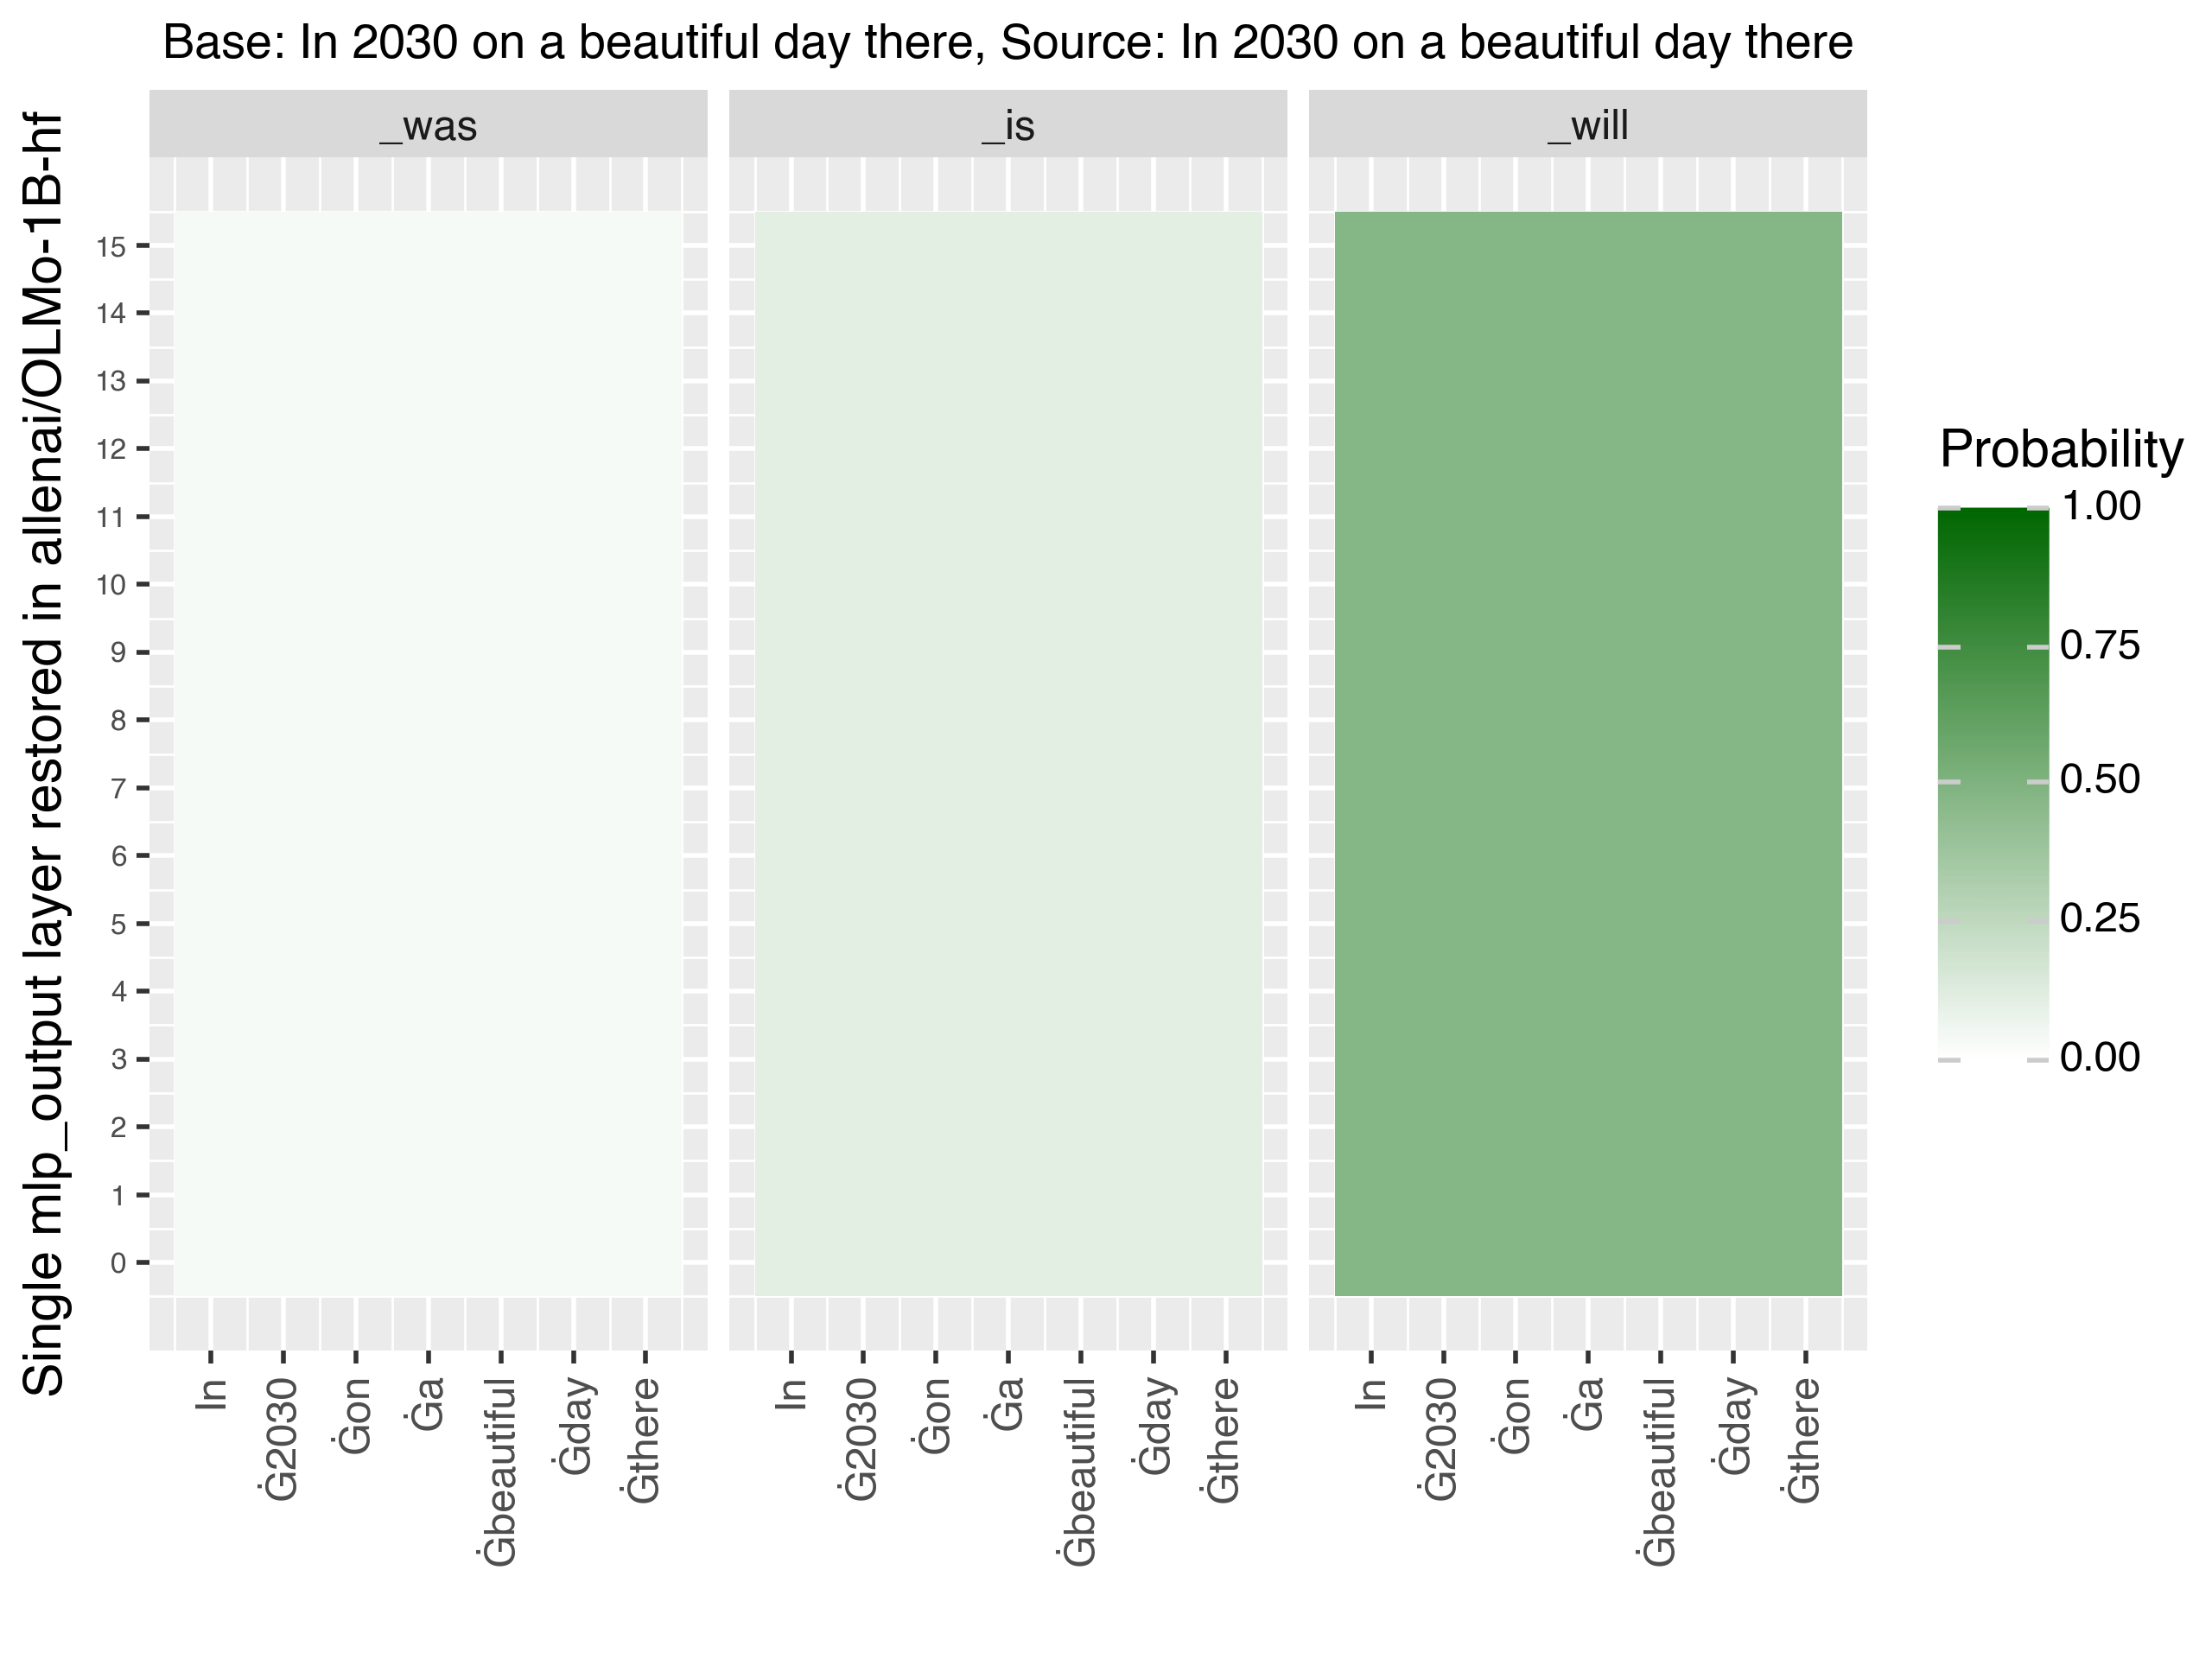 Base: In 2030 on a beautiful day there, Source: In 2030 on a beautiful day there
Single mlp_output layer restored in allenai/OLMo-1B-hf
_was
_is
_will
15
14
13
12
11
10
9
8
7
6
5
4
3
2
1
0
In
Ġ2030
Ġon
Ġa
Ġbeautiful
Ġday
Ġthere
In
Ġ2030
Ġon
Ġa
Ġbeautiful
Ġday
Ġthere
In
Ġ2030
Ġon
Ġa
Ġbeautiful
Ġday
Ġthere
Probability
1.00
0.75
0.50
0.25
0.00